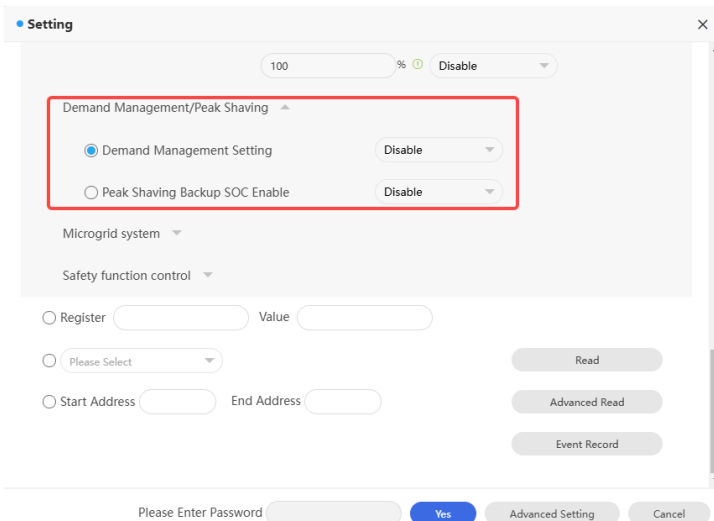 Setting
100 % Disable
Demand Management/Peak Shaving
Demand Management Setting Disable
Peak Shaving Backup SOC Enable Disable
Microgrid system
Safety function control
Register Value
Please Select Read
Start Address End Address Advanced Read
Event Record
Please Enter Password Yes Advanced Setting Cancel